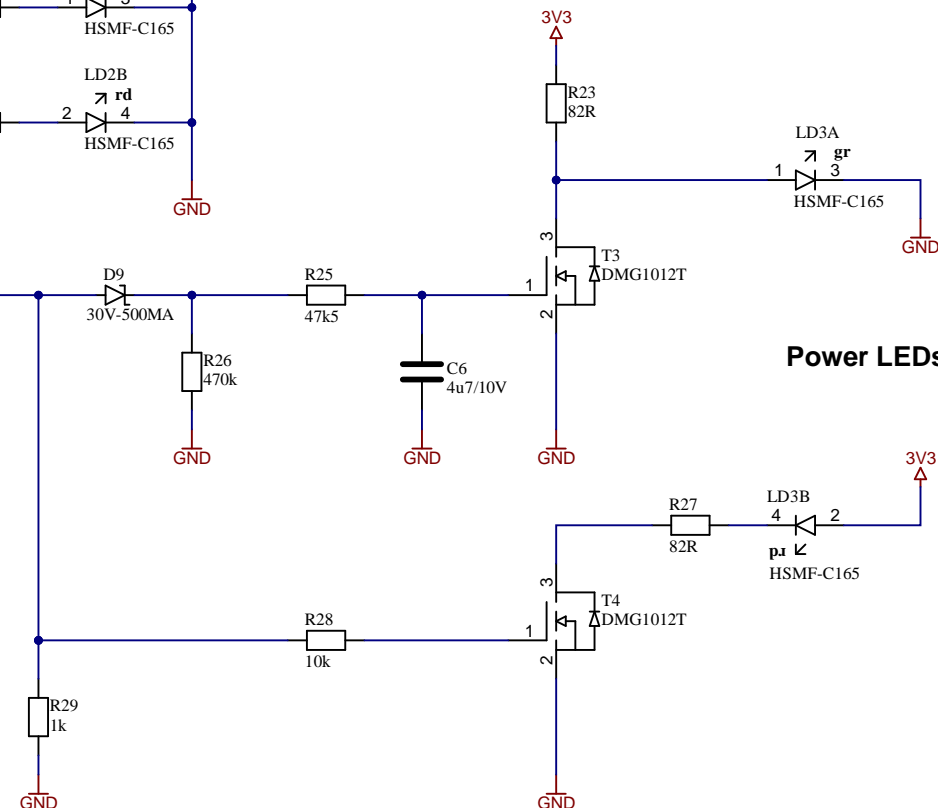 HSMF-C165
LD2B
rd
2
4
HSMF-C165
GND
3V3
R23
82R
LD3A
gr
1
3
HSMF-C165
GND
3
T3
DMG1012T
1
2
D9
30V-500MA
R25
47k5
R26
470k
C6
4u7/10V
GND
GND
GND
Power LEDs
3V3
R27
82R
LD3B
4
2
rd
HSMF-C165
3
T4
DMG1012T
1
2
R28
10k
R29
1k
GND
GND